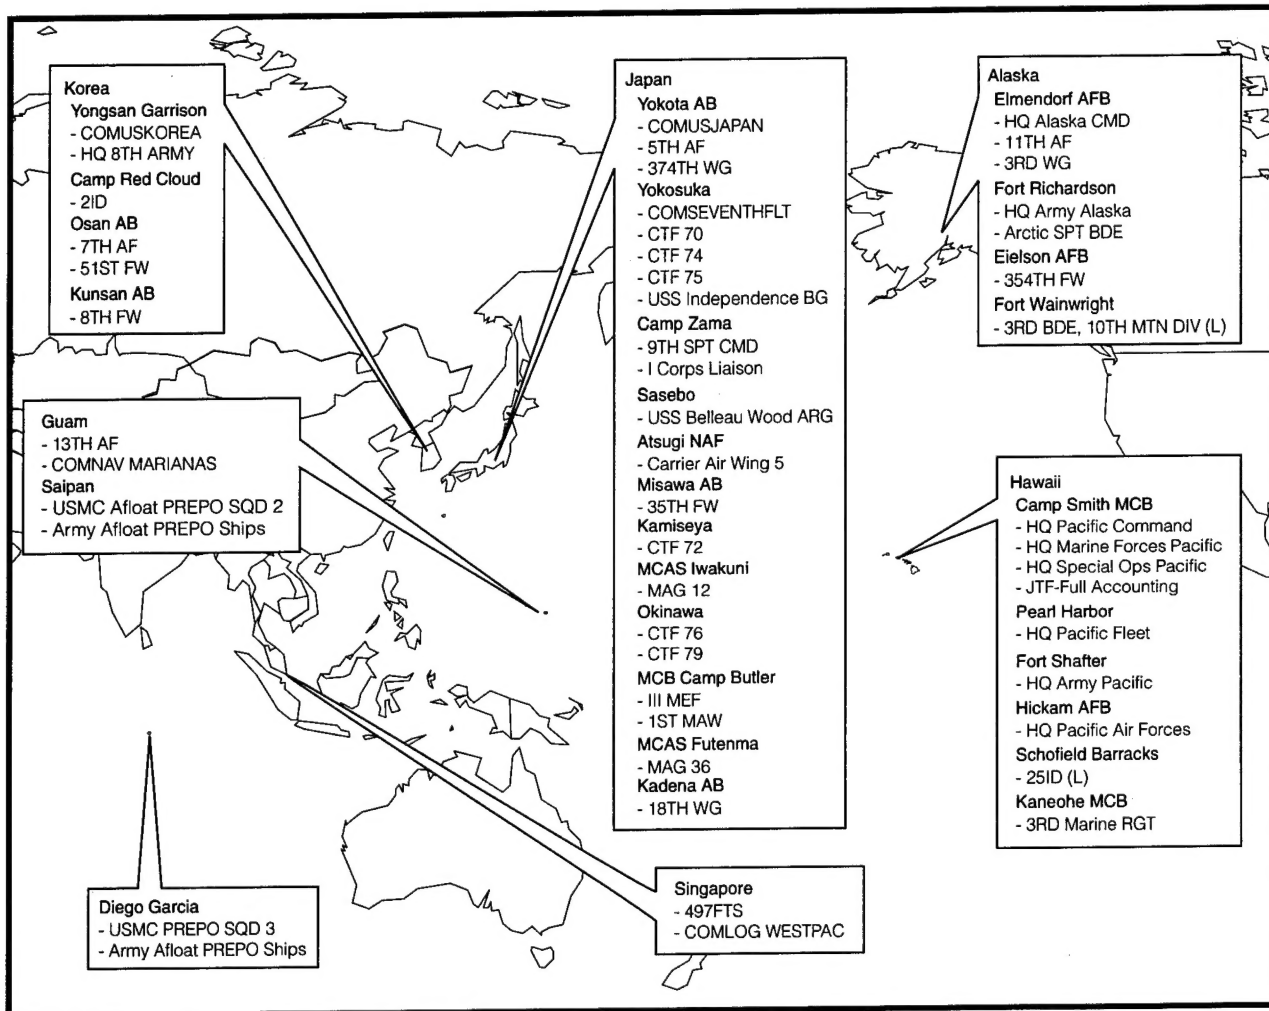 Korea
Yongsan Garrison
- COMUSKOREA
- HQ 8TH ARMY
Camp Red Cloud
- 2ID
Osan AB
- 7TH AF
- 51ST FW
Kunsan AB
- 8TH FW
Guam
- 13TH AF
- COMNAV MARIANAS
Saipan
- USMC Afloat PREPO SQD 2
- Army Afloat PREPO Ships
Diego Garcia
- USMC PREPO SQD 3
- Army Afloat PREPO Ships
Japan
Yokota AB
- COMUSJAPAN
- 5TH AF
- 374TH WG
Yokosuka
- COMSEVENTHFLT
- CTF 70
- CTF 74
- CTF 75
- USS Independence BG
Camp Zama
- 9TH SPT CMD
- I Corps Liaison
Sasebo
- USS Belleau Wood ARG
Atsugi NAF
- Carrier Air Wing 5
Misawa AB
- 35TH FW
Kamiseya
- CTF 72
MCAS Iwakuni
- MAG 12
Okinawa
- CTF 76
- CTF 79
MCB Camp Butler
- III MEF
- 1ST MAW
MCAS Futenma
- MAG 36
Kadena AB
- 18TH WG
Singapore
- 497FTS
- COMLOG WESTPAC
Alaska
Elmendorf AFB
- HQ Alaska CMD
- 11TH AF
- 3RD WG
Fort Richardson
- HQ Army Alaska
- Arctic SPT BDE
Eielson AFB
- 354TH FW
Fort Wainwright
- 3RD BDE, 10TH MTN DIV (L)
Hawaii
Camp Smith MCB
- HQ Pacific Command
- HQ Marine Forces Pacific
- HQ Special Ops Pacific
- JTF-Full Accounting
Pearl Harbor
- HQ Pacific Fleet
Fort Shafter
- HQ Army Pacific
Hickam AFB
- HQ Pacific Air Forces
Schofield Barracks
- 25ID (L)
Kaneohe MCB
- 3RD Marine RGT